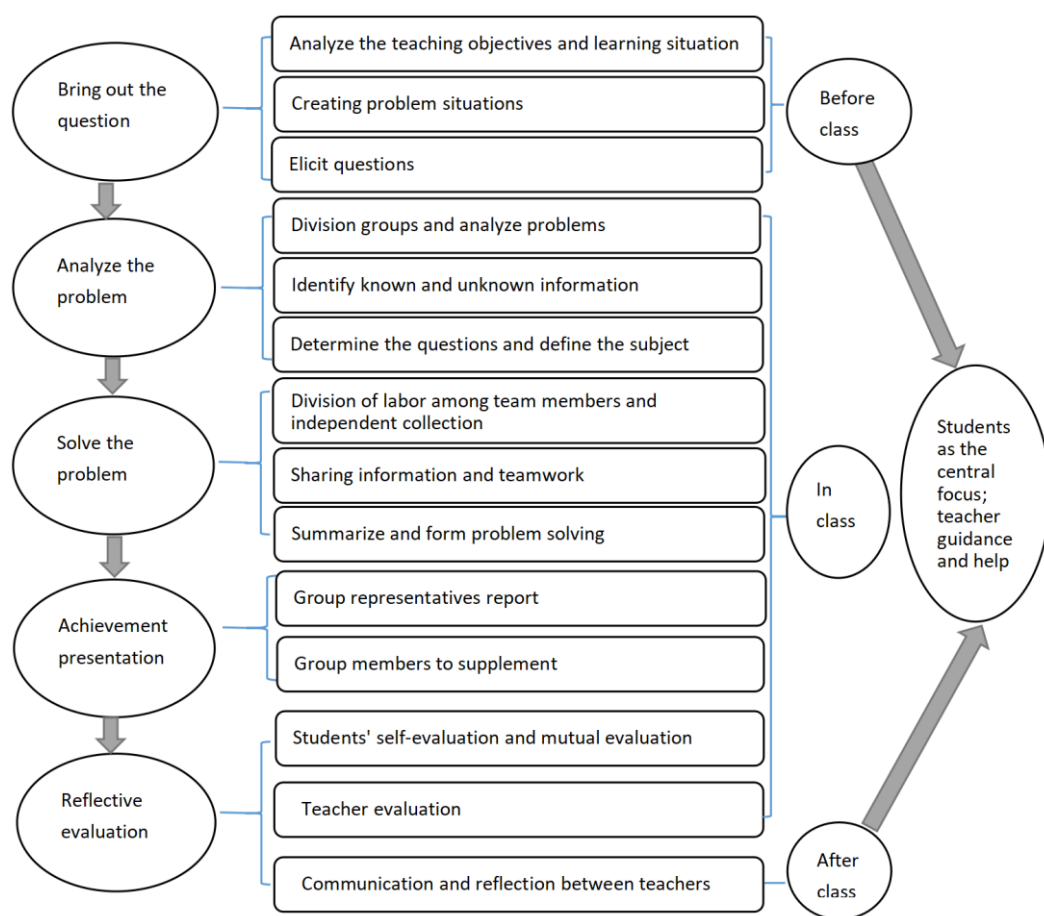 Bring out the
question
Analyze the teaching objectives and learning situation
Creating problem situations
Elicit questions
Before
class
Analyze the
problem
Division groups and analyze problems
Identify known and unknown information
Determine the questions and define the subject
Solve the
problem
Division of labor among team members and
independent collection
Sharing information and teamwork
Summarize and form problem solving
In
class
Students
as the
central
focus;
teacher
guidance
and help
Achievement
presentation
Group representatives report
Group members to supplement
Reflective
evaluation
Students' self-evaluation and mutual evaluation
Teacher evaluation
Communication and reflection between teachers
After
class